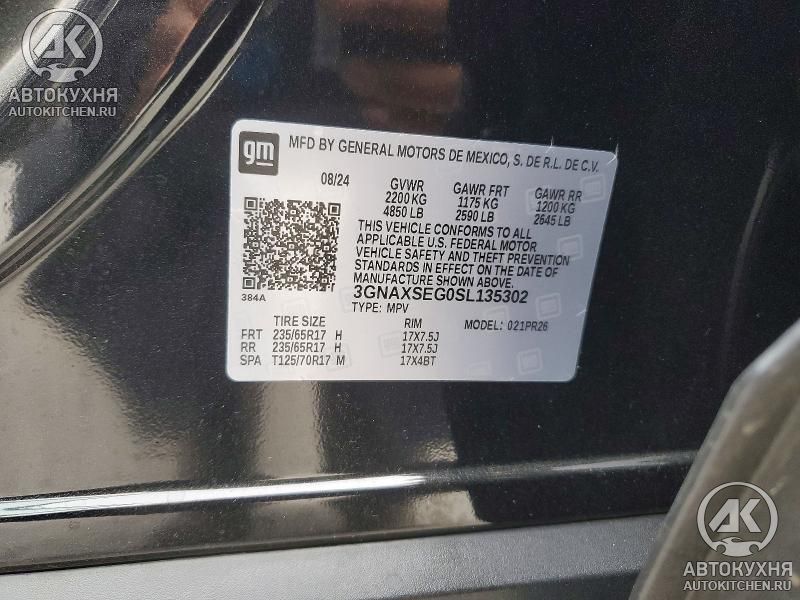 AK
АВТОКУХНЯ
AUTOKITCHEN.RU
gm
MFD BY GENERAL MOTORS DE MEXICO, S. DE R.L. DE C.V.
08/24 GVWR GAWR FRT GAWR RR
2200 KG 1175 KG 1200 KG
4850 LB 2590 LB 2645 LB
THIS VEHICLE CONFORMS TO ALL
APPLICABLE U.S. FEDERAL MOTOR
VEHICLE SAFETY AND THEFT PREVENTION
STANDARDS IN EFFECT ON THE DATE OF
MANUFACTURE SHOWN ABOVE.
384A 3GNAXSEG0SL135302
TYPE: MPV
TIRE SIZE RIM MODEL: 021PR26
FRT 235/65R17 H 17X7.5J
RR 235/65R17 H 17X7.5J
SPA T125/70R17 M 17X4BT
AK
АВТОКУХНЯ
AUTOKITCHEN.RU